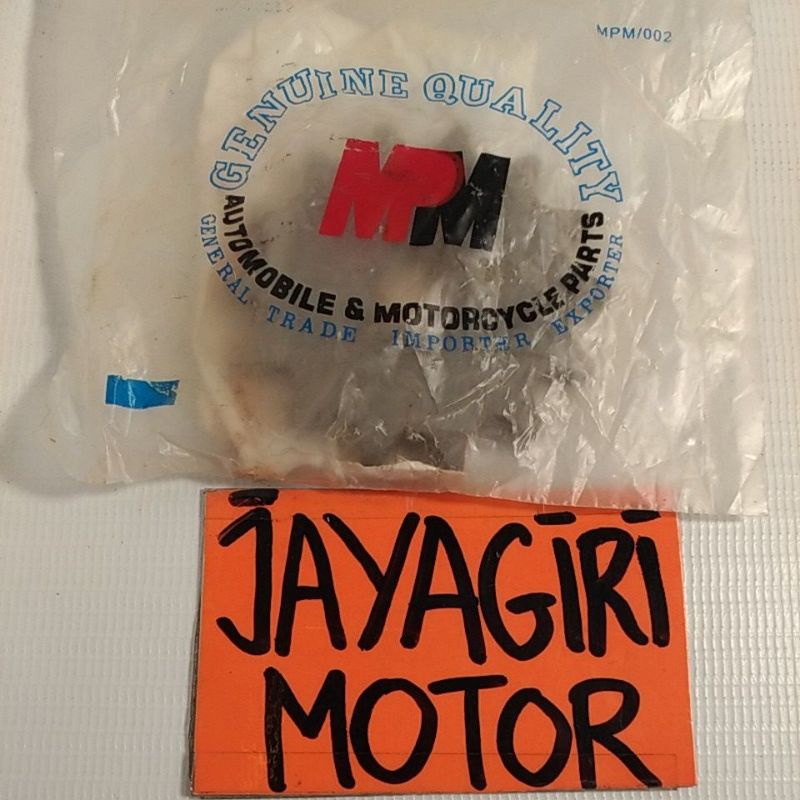 MPM/002
GENUINE QUALITY
MPM
AUTOMOBILE & MOTORCYCLE PARTS
GENERAL TRADE IMPORTER EXPORTER
JAYAGIRI
MOTOR